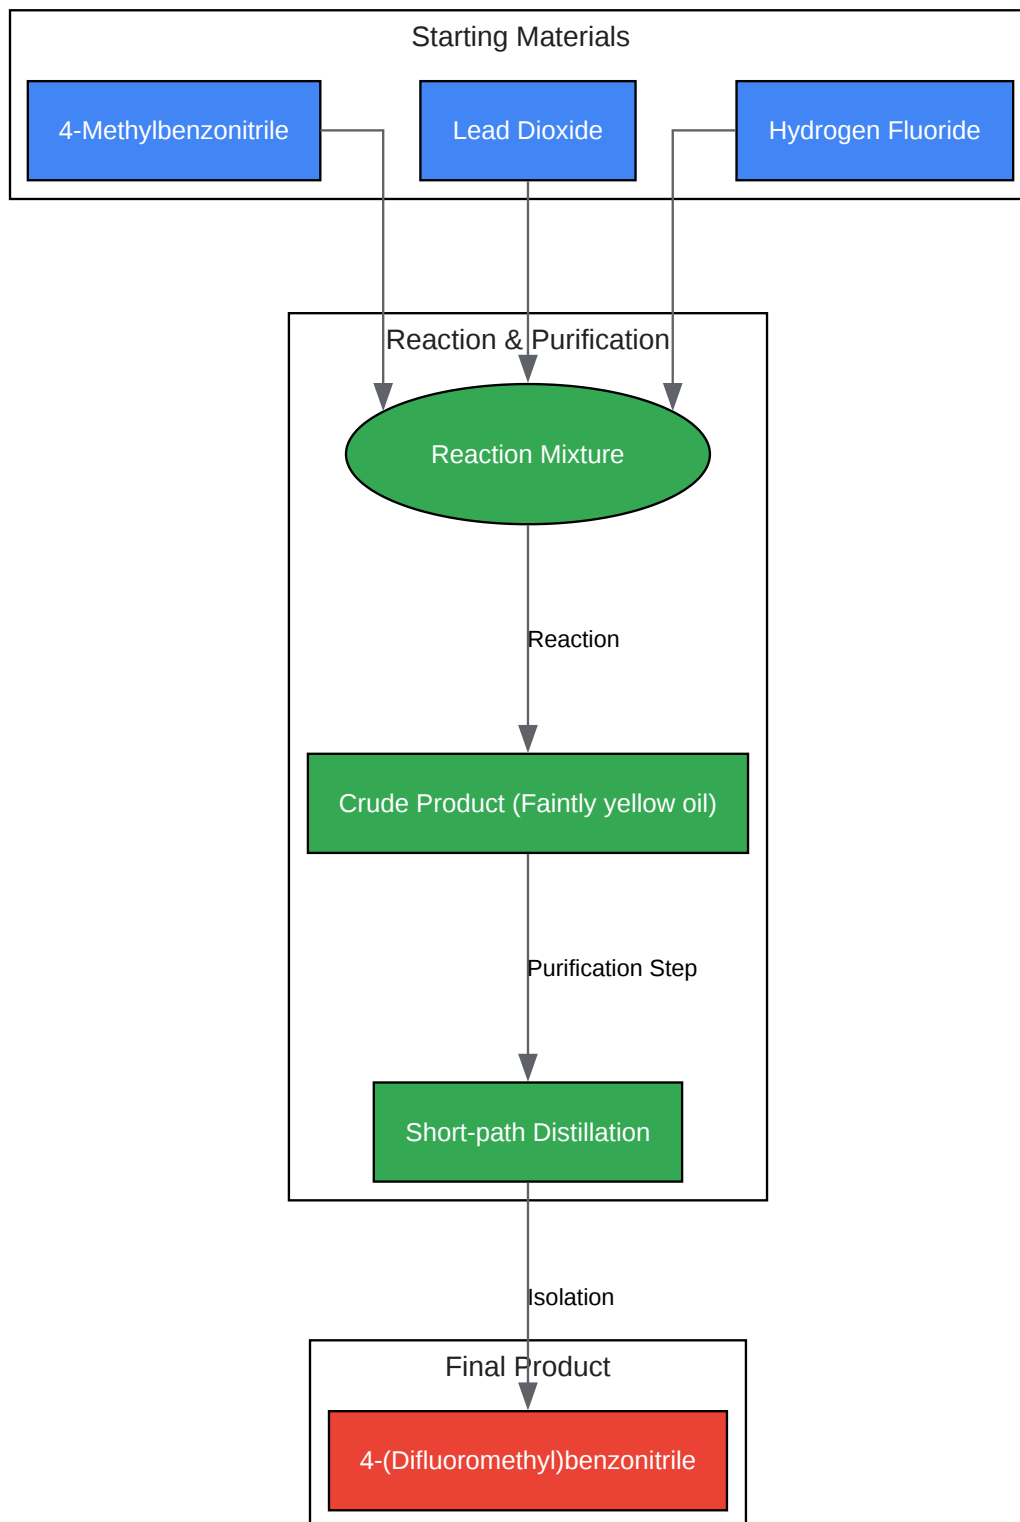 Starting Materials
4-Methylbenzonitrile
Lead Dioxide
Hydrogen Fluoride
Reaction & Purification
Reaction Mixture
Reaction
Crude Product (Faintly yellow oil)
Purification Step
Short-path Distillation
Isolation
Final Product
4-(Difluoromethyl)benzonitrile